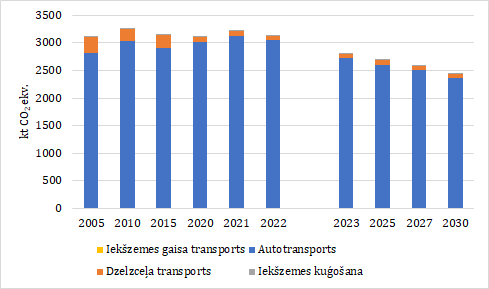 3500
3000
2500
2000
1500
1000
500
0
kt CO₂ ekv.
2005 2010 2015 2020 2021 2022 2023 2025 2027 2030
Iekšzemes gaisa transports Autotransports
Dzelzceļa transports Iekšzemes kuģošana